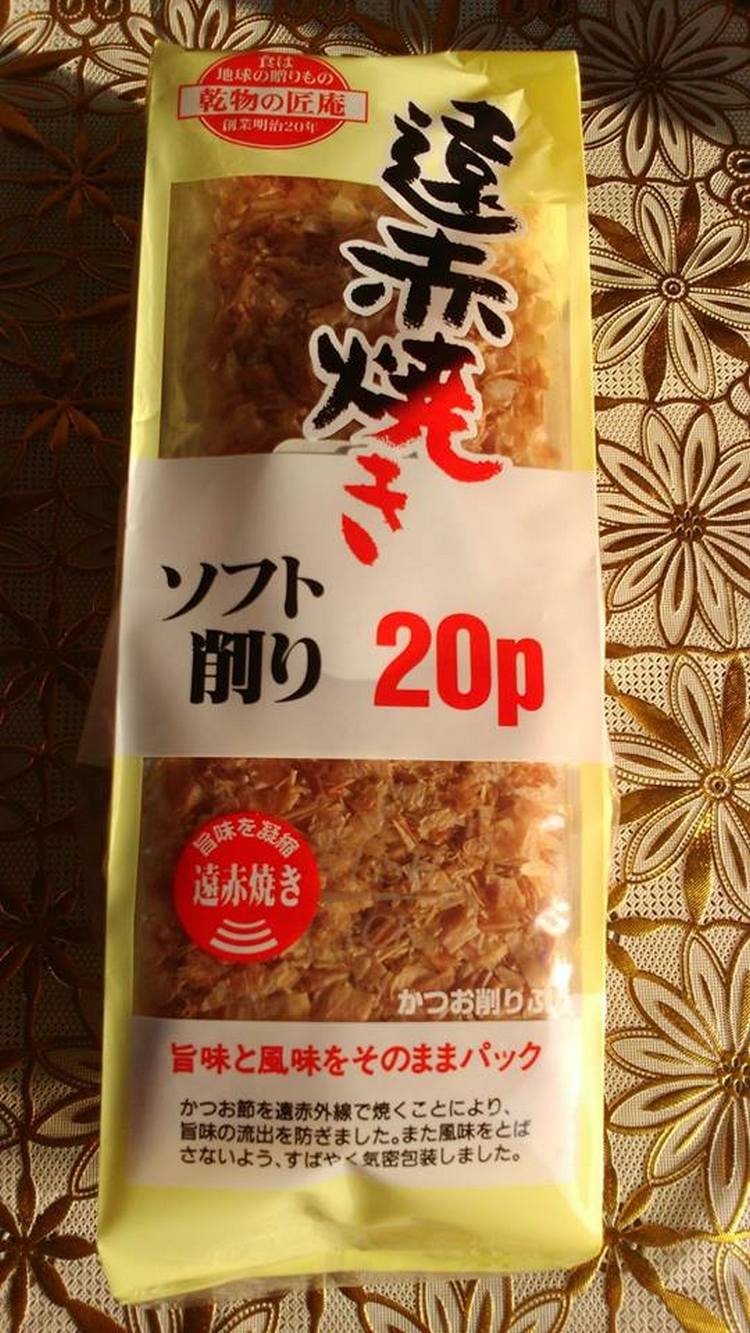 食は
地球の贈りもの
乾物の匠庵
創業明治20年
遠赤焼き
ソフト
削り
20p
旨味を凝縮
遠赤焼き
かつお削りぶ
旨味と風味をそのままパック
かつお節を遠赤外線で焼くことにより、
旨味の流出を防ぎました。また風味をとば
さないよう、すばやく気密包装しました。